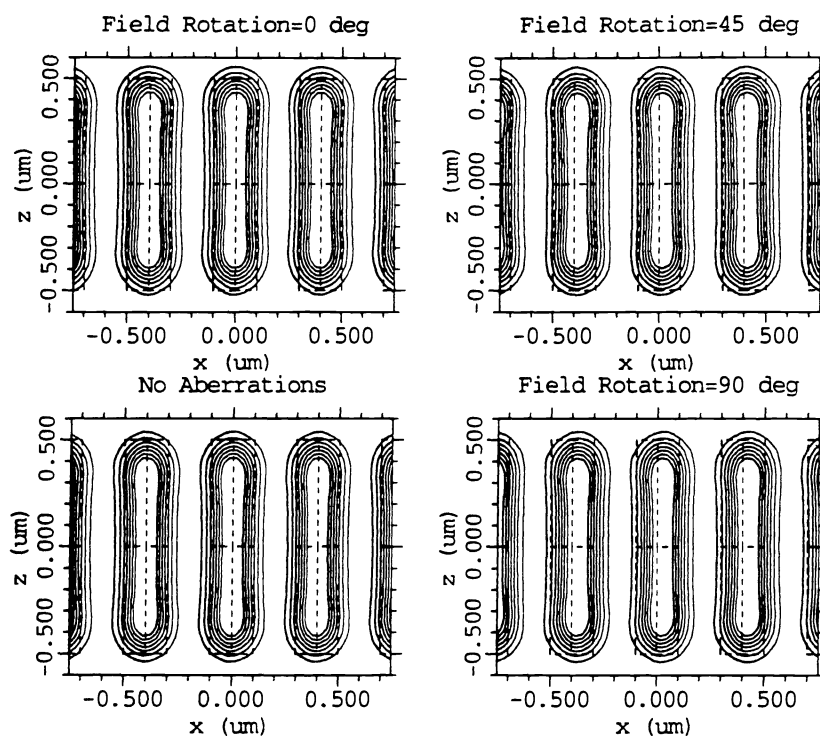 Field Rotation=0 deg
z (um)
0.500
0.000
-0.500
-0.500 0.000 0.500
x (um)
Field Rotation=45 deg
z (um)
0.500
0.000
-0.500
-0.500 0.000 0.500
x (um)
No Aberrations
z (um)
0.500
0.000
-0.500
-0.500 0.000 0.500
x (um)
Field Rotation=90 deg
z (um)
0.500
0.000
-0.500
-0.500 0.000 0.500
x (um)